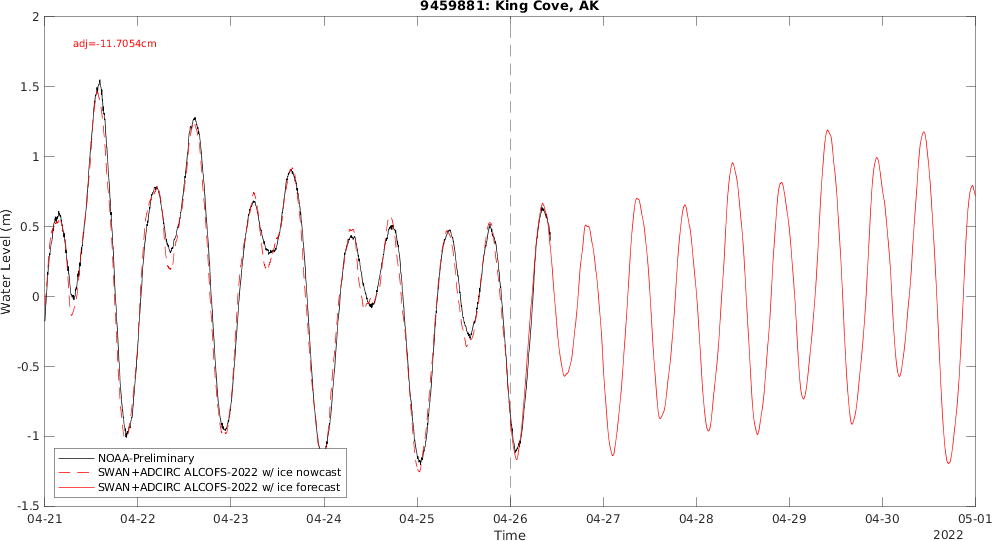 9459881: King Cove, AK
adj=-11.7054cm
Water Level (m)
2
1.5
1
0.5
0
-0.5
-1
-1.5
NOAA-Preliminary
SWAN+ADCIRC ALCOFS-2022 w/ ice nowcast
SWAN+ADCIRC ALCOFS-2022 w/ ice forecast
04-21 04-22 04-23 04-24 04-25 04-26 04-27 04-28 04-29 04-30 05-01
Time
2022